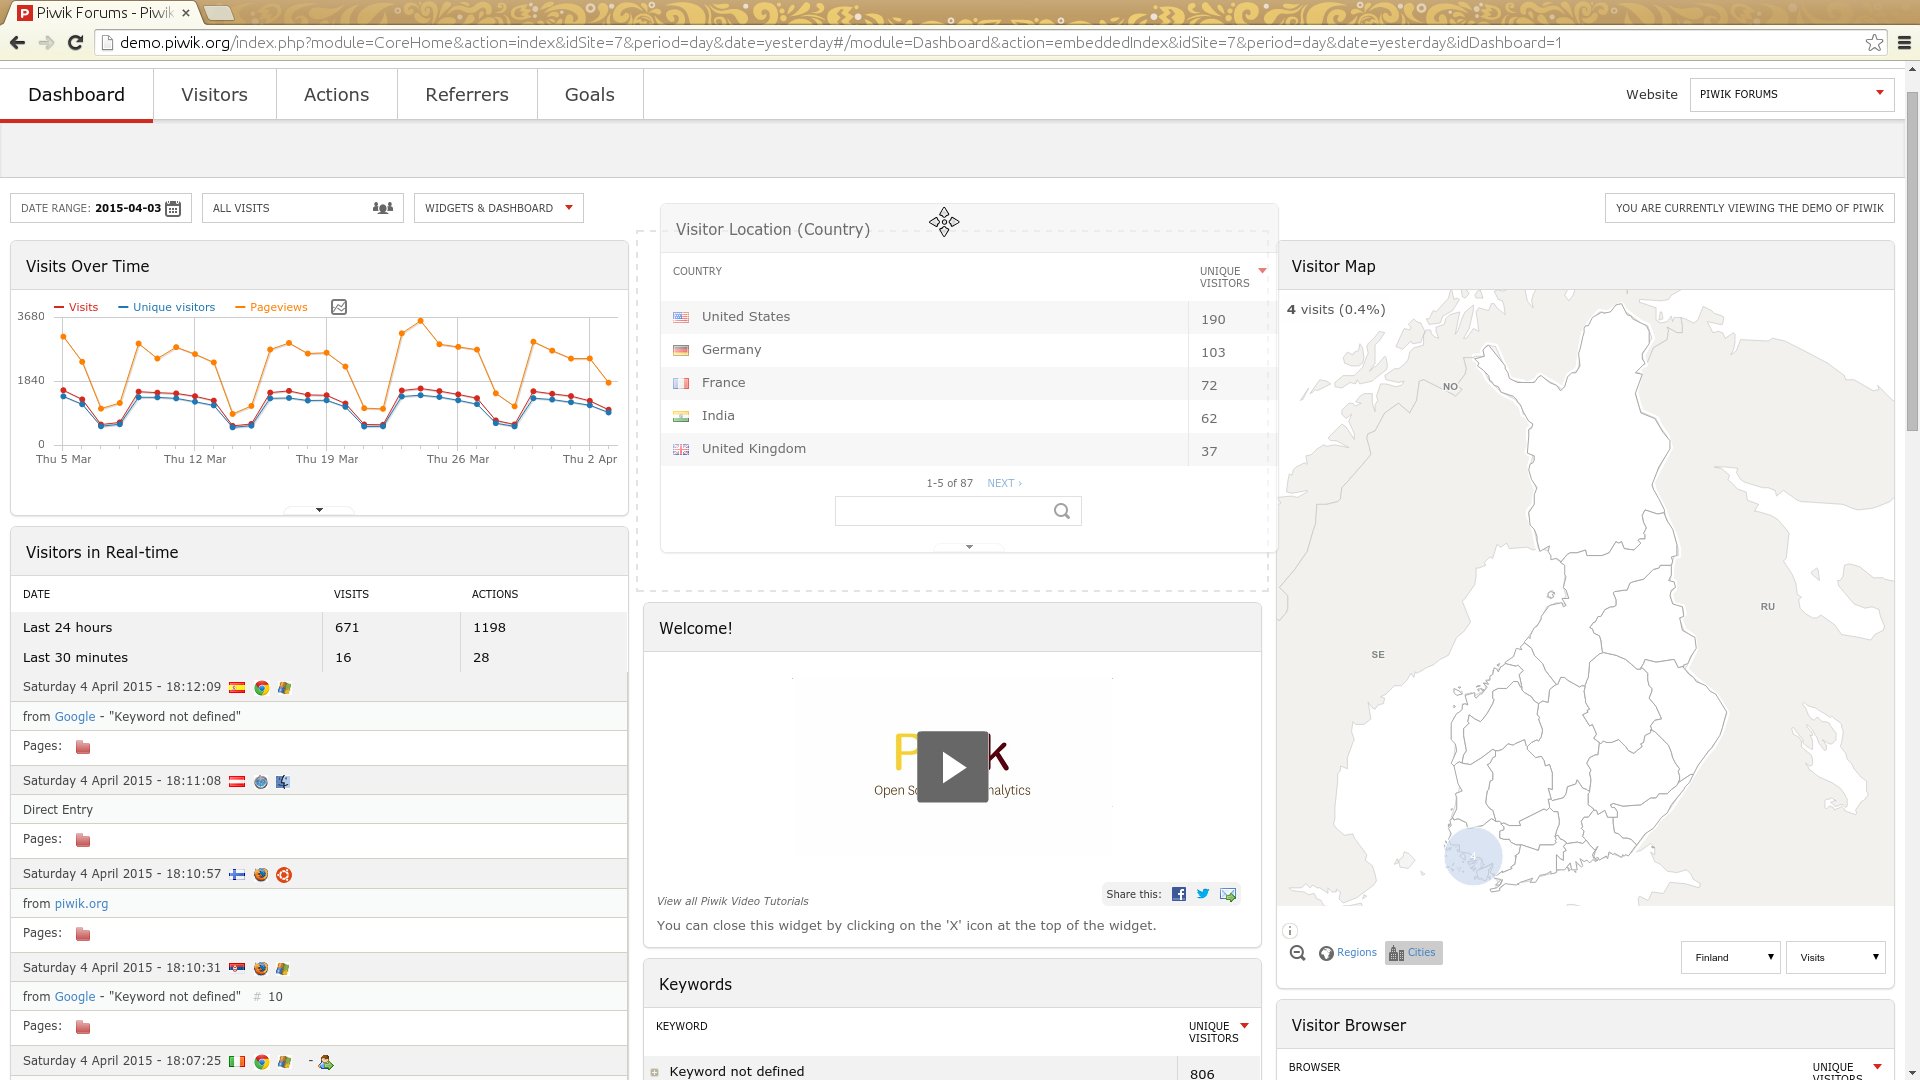 Piwik Forums - Piwik
demo.piwik.org/index.php?module=CoreHome&action=index&idSite=7&period=day&date=yesterday#/module=Dashboard&action=embeddedIndex&idSite=7&period=day&date=yesterday&idDashboard=1
Dashboard
Visitors
Actions
Referrers
Goals
Website
PIWIK FORUMS
DATE RANGE: 2015-04-03
ALL VISITS
WIDGETS & DASHBOARD
YOU ARE CURRENTLY VIEWING THE DEMO OF PIWIK
Visits Over Time
Visits
Unique visitors
Pageviews
3680
1840
0
Thu 5 Mar
Thu 12 Mar
Thu 19 Mar
Thu 26 Mar
Thu 2 Apr
Visitors in Real-time
DATE VISITS ACTIONS
Last 24 hours 671 1198
Last 30 minutes 16 28
Saturday 4 April 2015 - 18:12:09
from Google - "Keyword not defined"
Pages:
Saturday 4 April 2015 - 18:11:08
Direct Entry
Pages:
Saturday 4 April 2015 - 18:10:57
from piwik.org
Pages:
Saturday 4 April 2015 - 18:10:31
from Google - "Keyword not defined" # 10
Pages:
Saturday 4 April 2015 - 18:07:25 -
Visitor Location (Country)
COUNTRY
UNIQUE
VISITORS
United States 190
Germany 103
France 72
India 62
United Kingdom 37
1-5 of 87 NEXT ›
Welcome!
P k
Open So nalytics
Share this:
View all Piwik Video Tutorials
You can close this widget by clicking on the 'X' icon at the top of the widget.
Keywords
KEYWORD
UNIQUE
VISITORS
Keyword not defined 806
Visitor Map
4 visits (0.4%)
NO
RU
SE
4
Regions
Cities
Finland
Visits
Visitor Browser
BROWSER
UNIQUE
VISITORS